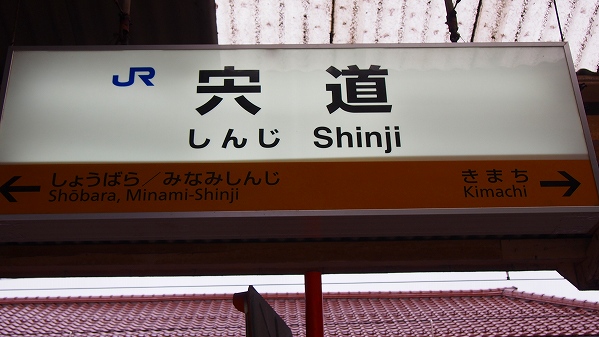 JR 宍道
しんじ Shinji
← しょうばら／みなみしんじ
Shōbara, Minami-Shinji
きまち →
Kimachi